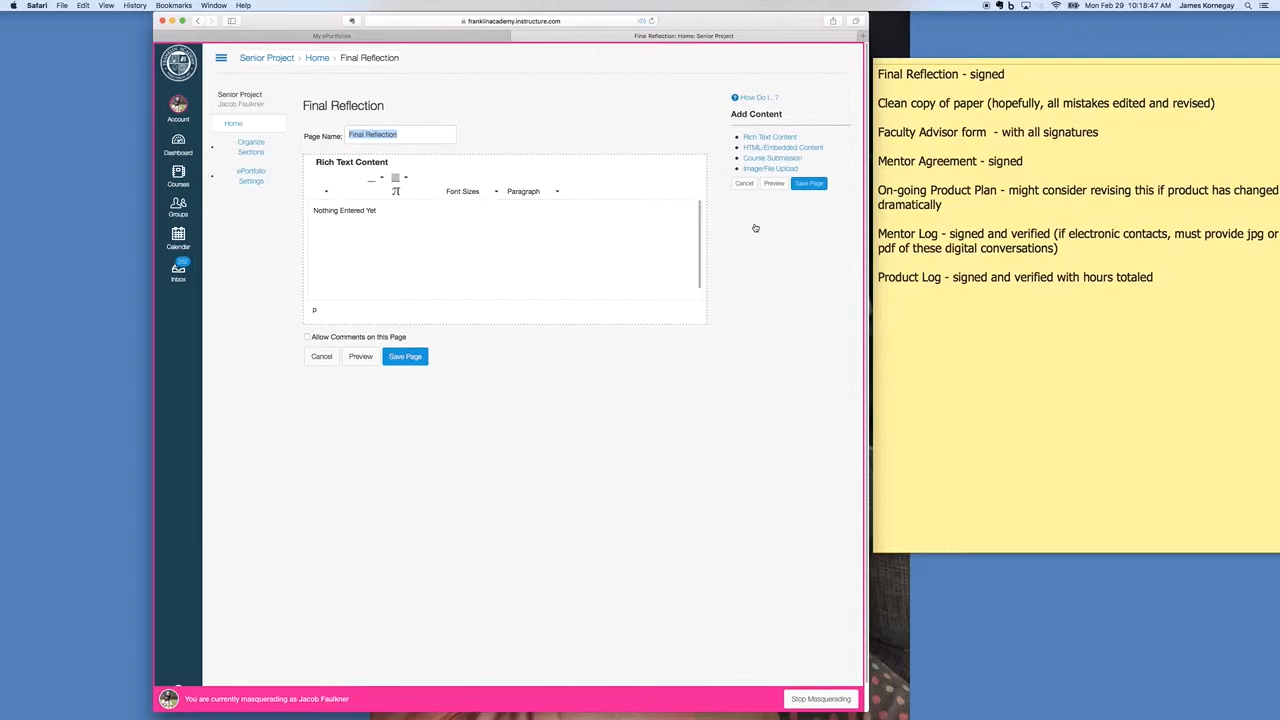 Safari File Edit View History Bookmarks Window Help
Mon Feb 29 10:18:47 AM James Kornegay
franklinacademy.instructure.com
My ePortfolios
Final Reflection: Home: Senior Project
Senior Project > Home > Final Reflection
Senior Project
Jacob Faulkner
Home
Organize
Sections
ePortfolio
Settings
Account
Dashboard
Courses
Groups
Calendar
252
Inbox
Final Reflection
Page Name: Final Reflection
Rich Text Content
π Font Sizes Paragraph
Nothing Entered Yet
p
Allow Comments on this Page
Cancel Preview Save Page
How Do I...?
Add Content
Rich Text Content
HTML/Embedded Content
Course Submission
Image/File Upload
Cancel Preview Save Page
You are currently masquerading as Jacob Faulkner
Stop Masquerading
Final Reflection - signed
Clean copy of paper (hopefully, all mistakes edited and revised)
Faculty Advisor form - with all signatures
Mentor Agreement - signed
On-going Product Plan - might consider revising this if product has changed
dramatically
Mentor Log - signed and verified (if electronic contacts, must provide jpg or
pdf of these digital conversations)
Product Log - signed and verified with hours totaled